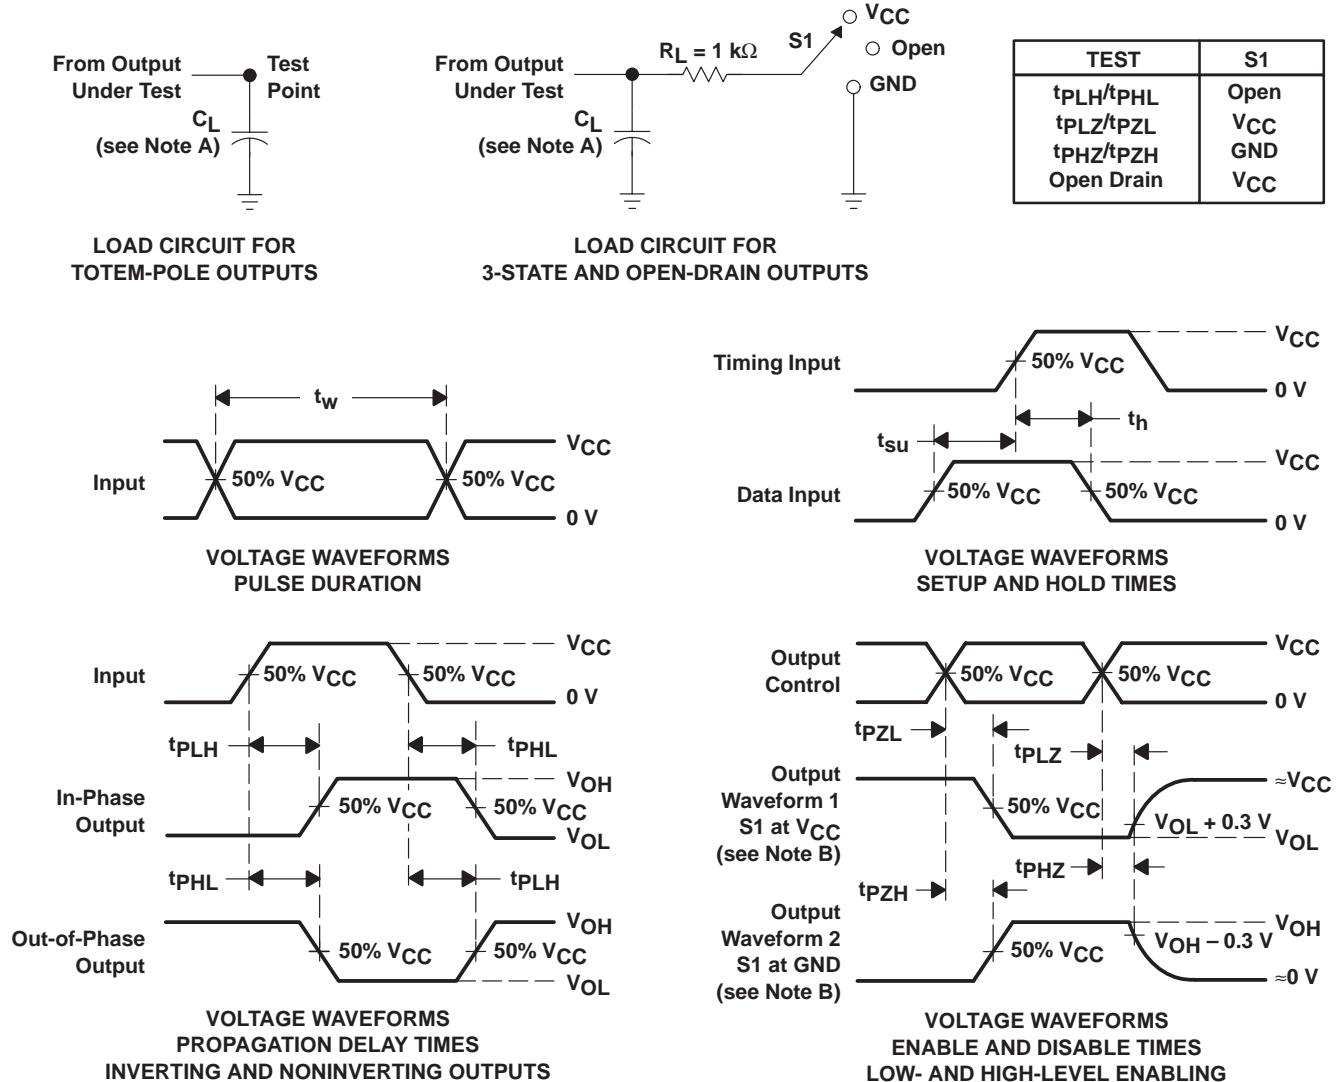 From Output
Under Test
Test
Point
CL
(see Note A)
LOAD CIRCUIT FOR
TOTEM-POLE OUTPUTS
From Output
Under Test
RL = 1 kΩ
S1
VCC
Open
GND
CL
(see Note A)
LOAD CIRCUIT FOR
3-STATE AND OPEN-DRAIN OUTPUTS
TEST S1
tPLH/tPHL Open
tPLZ/tPZL VCC
tPHZ/tPZH GND
Open Drain VCC
tw
Input
50% VCC
50% VCC
VCC
0 V
VOLTAGE WAVEFORMS
PULSE DURATION
Timing Input
50% VCC
VCC
0 V
tsu
th
Data Input
50% VCC
50% VCC
VCC
0 V
VOLTAGE WAVEFORMS
SETUP AND HOLD TIMES
Input
50% VCC
50% VCC
VCC
0 V
tPLH
tPHL
In-Phase
Output
50% VCC
50% VCC
VOH
VOL
tPHL
tPLH
Out-of-Phase
Output
50% VCC
50% VCC
VOH
VOL
VOLTAGE WAVEFORMS
PROPAGATION DELAY TIMES
INVERTING AND NONINVERTING OUTPUTS
Output
Control
50% VCC
50% VCC
VCC
0 V
tPZL
tPLZ
Output
Waveform 1
S1 at VCC
(see Note B)
50% VCC
VOL + 0.3 V
≈VCC
VOL
tPZH
tPHZ
Output
Waveform 2
S1 at GND
(see Note B)
50% VCC
VOH − 0.3 V
VOH
≈0 V
VOLTAGE WAVEFORMS
ENABLE AND DISABLE TIMES
LOW- AND HIGH-LEVEL ENABLING